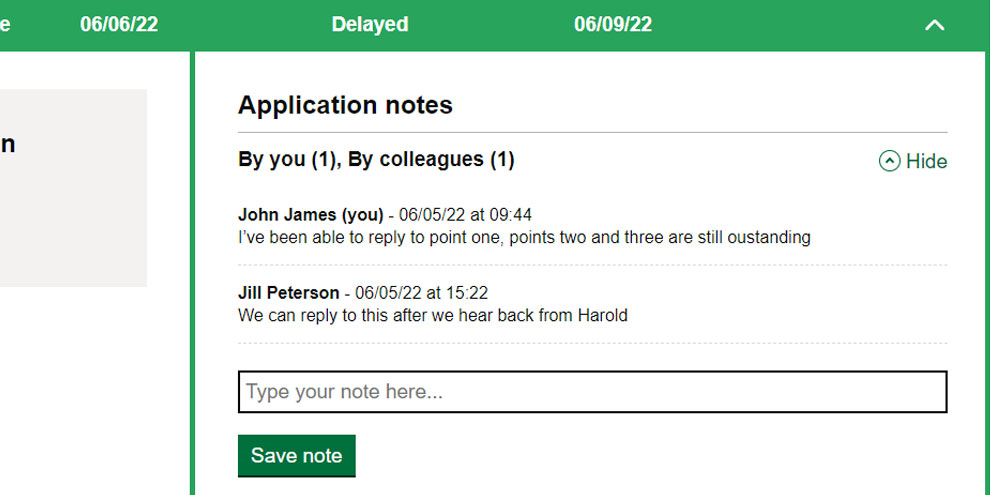 e 06/06/22 Delayed 06/09/22
n
Application notes
By you (1), By colleagues (1) Hide
John James (you) - 06/05/22 at 09:44
I've been able to reply to point one, points two and three are still oustanding
Jill Peterson - 06/05/22 at 15:22
We can reply to this after we hear back from Harold
Type your note here...
Save note